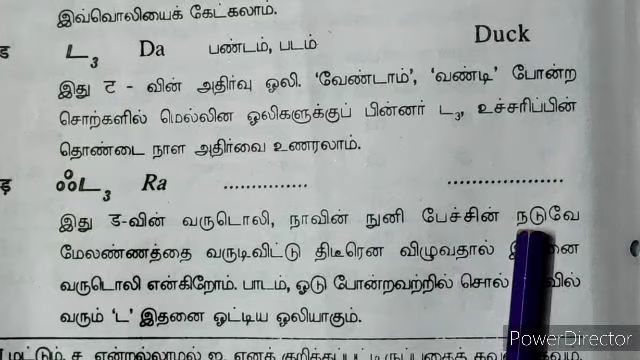 இவ்வொலியைக் கேட்கலாம்.
ड ட3 Da பண்டம், படம் Duck
இது ट - வின் அதிர்வு ஒலி. ‘வேண்டாம்’, ‘வண்டி’ போன்ற
சொற்களில் மெல்லின ஒலிகளுக்குப் பின்னர் ட3, உச்சரிப்பின்
தொண்டை நாள அதிர்வை உணரலாம்.
ड़ ஃட3 Ra .............. ...................
இது ड-வின் வருடொலி, நாவின் நுனி பேச்சின் நடுவே
மேலண்ணத்தை வருடிவிட்டு திடீரென விழுவதால்
வருடொலி என்கிறோம். பாடம், ஓடு போன்றவற்றில் சொல்
வரும் ‘ட’ இதனை ஒட்டிய ஒலியாகும்.
PowerDirector